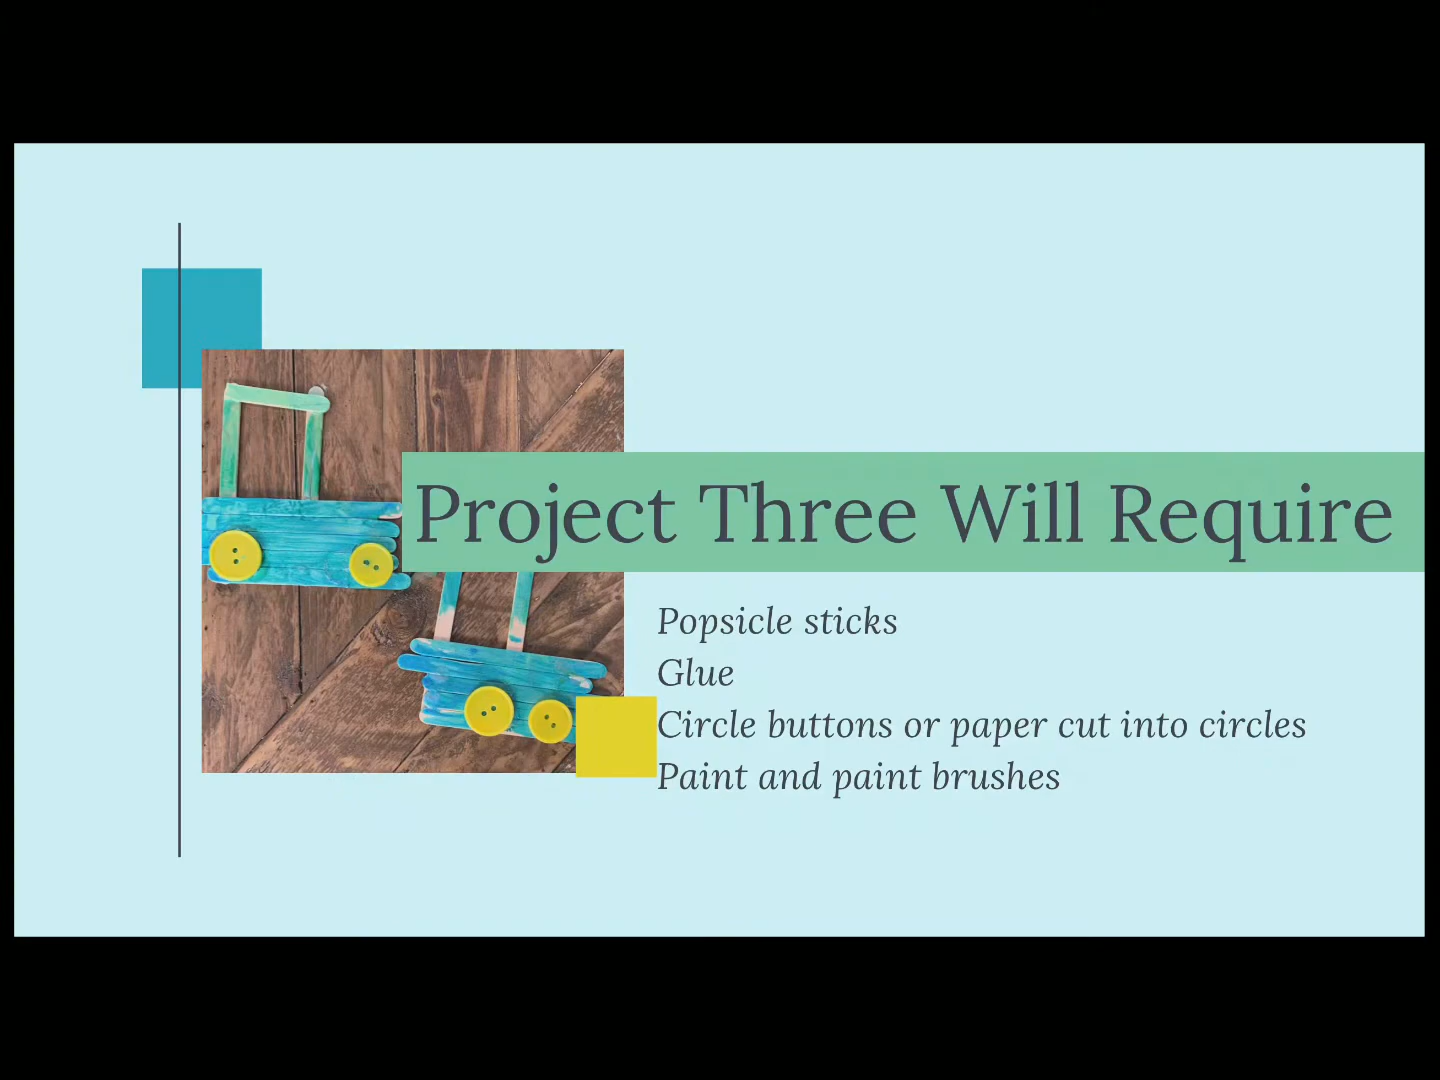 Project Three Will Require
Popsicle sticks
Glue
Circle buttons or paper cut into circles
Paint and paint brushes